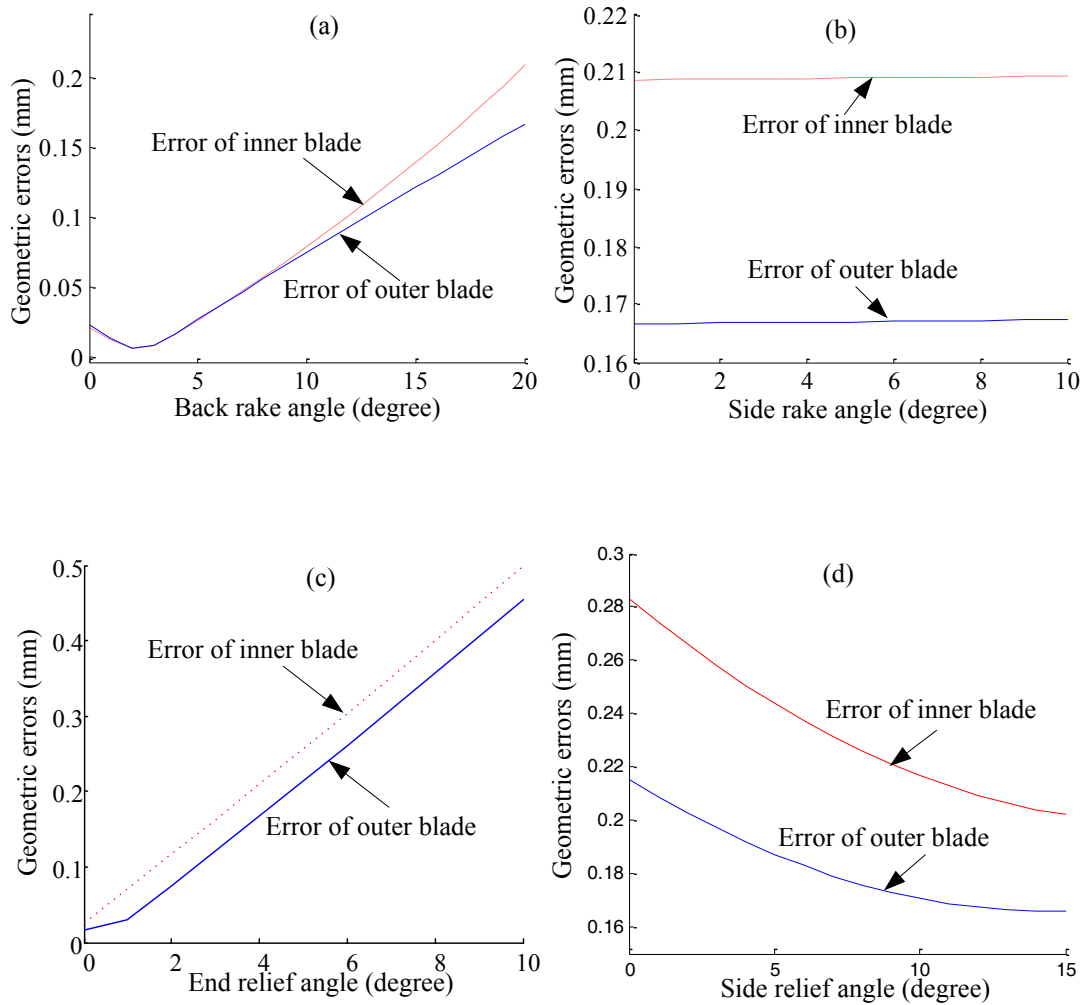 (a)
Geometric errors (mm)
0.2
0.15
0.1
0.05
0
Error of inner blade
Error of outer blade
0 5 10 15 20
Back rake angle (degree)
(b)
Geometric errors (mm)
0.22
0.21
0.2
0.19
0.18
0.17
0.16
Error of inner blade
Error of outer blade
0 2 4 6 8 10
Side rake angle (degree)
(c)
Geometric errors (mm)
0.5
0.4
0.3
0.2
0.1
0
Error of inner blade
Error of outer blade
0 2 4 6 8 10
End relief angle (degree)
(d)
Geometric errors (mm)
0.3
0.28
0.26
0.24
0.22
0.2
0.18
0.16
Error of inner blade
Error of outer blade
0 5 10 15
Side relief angle (degree)